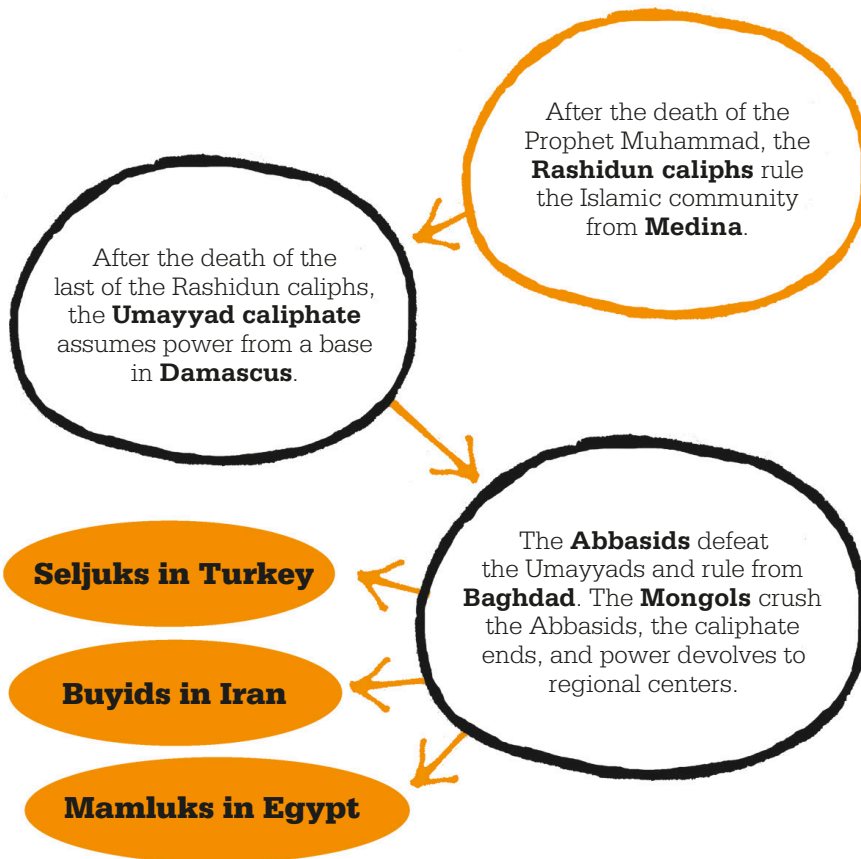 After the death of the
Prophet Muhammad, the
Rashidun caliphs rule
the Islamic community
from Medina.
After the death of the
last of the Rashidun caliphs,
the Umayyad caliphate
assumes power from a base
in Damascus.
The Abbasids defeat
the Umayyads and rule from
Baghdad. The Mongols crush
the Abbasids, the caliphate
ends, and power devolves to
regional centers.
Seljuks in Turkey
Buyids in Iran
Mamluks in Egypt